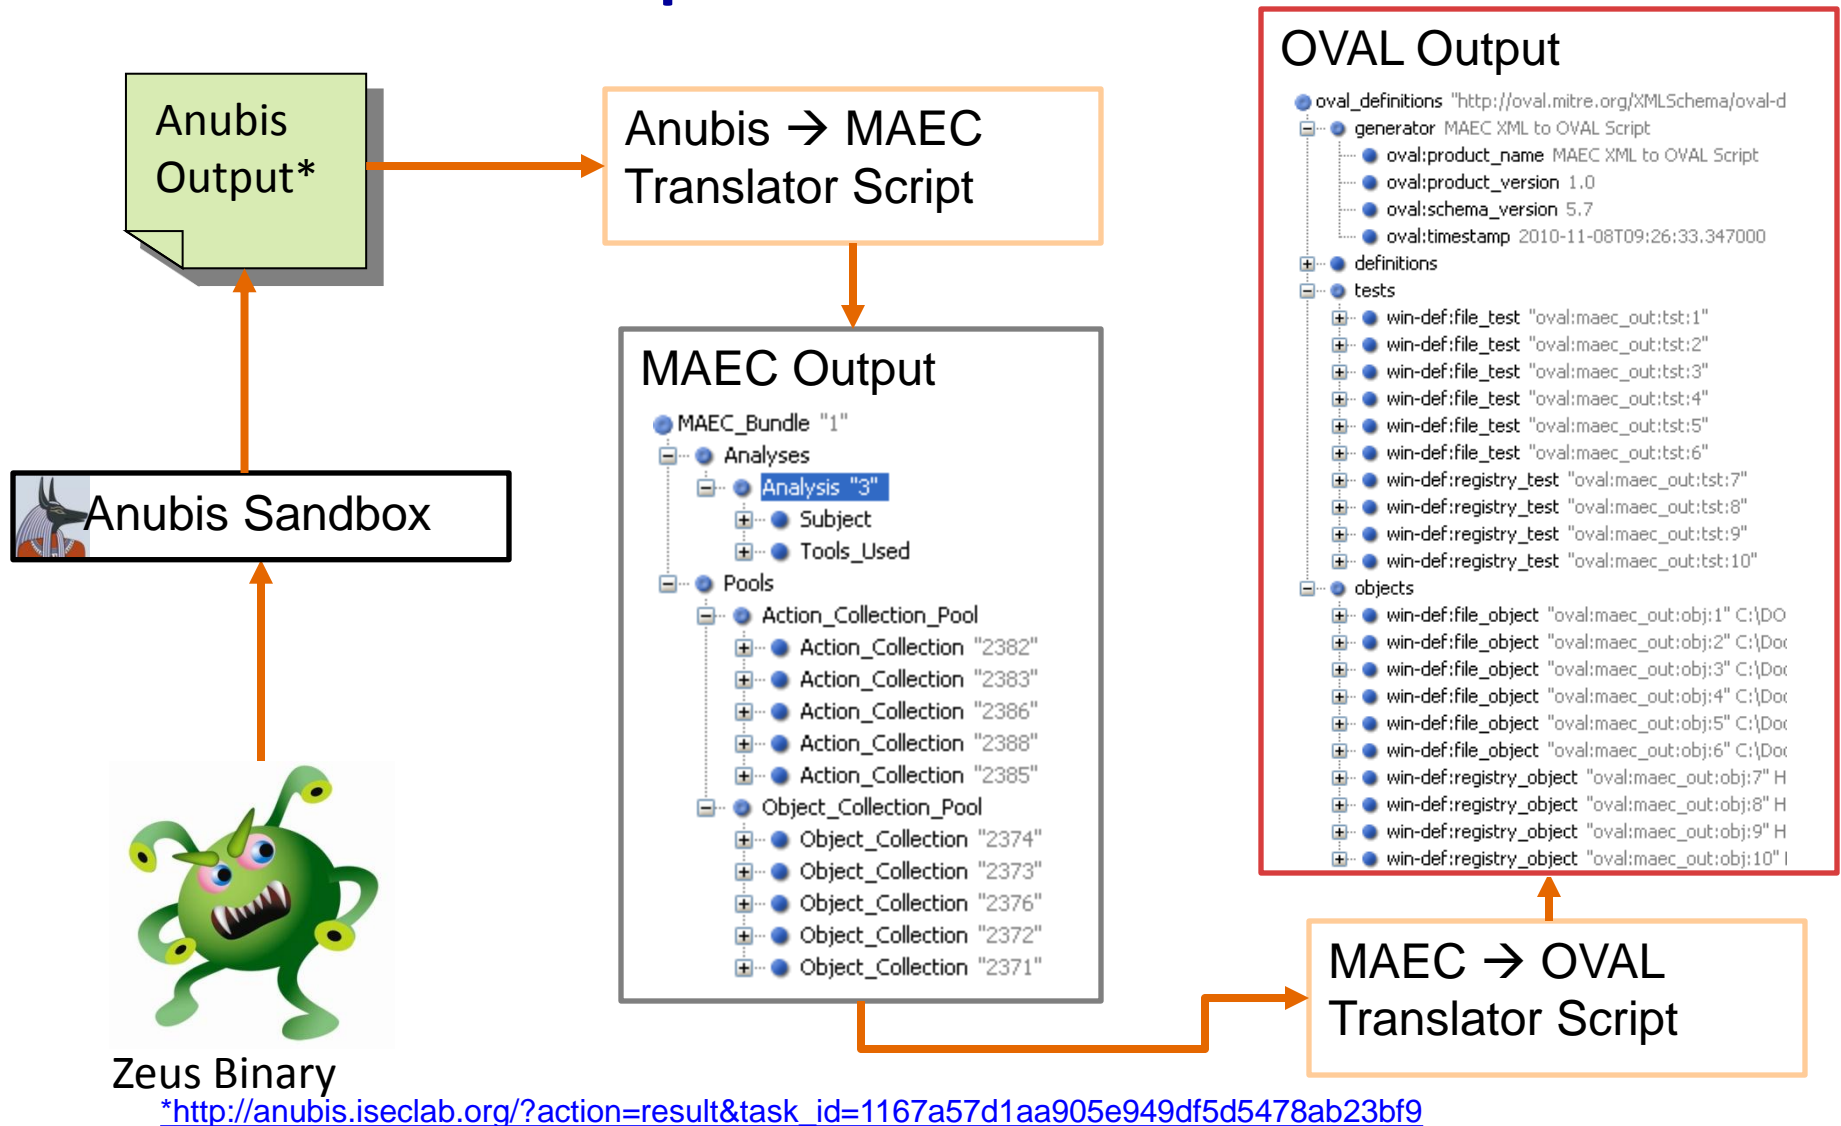 Anubis
Output*
Anubis → MAEC
Translator Script
Anubis Sandbox
Zeus Binary
MAEC Output
MAEC_Bundle "1"
Analyses
Analysis "3"
Subject
Tools_Used
Pools
Action_Collection_Pool
Action_Collection "2382"
Action_Collection "2383"
Action_Collection "2386"
Action_Collection "2388"
Action_Collection "2385"
Object_Collection_Pool
Object_Collection "2374"
Object_Collection "2373"
Object_Collection "2376"
Object_Collection "2372"
Object_Collection "2371"
MAEC → OVAL
Translator Script
OVAL Output
oval_definitions "http://oval.mitre.org/XMLSchema/oval-d
generator MAEC XML to OVAL Script
oval:product_name MAEC XML to OVAL Script
oval:product_version 1.0
oval:schema_version 5.7
oval:timestamp 2010-11-08T09:26:33.347000
definitions
tests
win-def:file_test "oval:maec_out:tst:1"
win-def:file_test "oval:maec_out:tst:2"
win-def:file_test "oval:maec_out:tst:3"
win-def:file_test "oval:maec_out:tst:4"
win-def:file_test "oval:maec_out:tst:5"
win-def:file_test "oval:maec_out:tst:6"
win-def:registry_test "oval:maec_out:tst:7"
win-def:registry_test "oval:maec_out:tst:8"
win-def:registry_test "oval:maec_out:tst:9"
win-def:registry_test "oval:maec_out:tst:10"
objects
win-def:file_object "oval:maec_out:obj:1" C:\DO
win-def:file_object "oval:maec_out:obj:2" C:\Doc
win-def:file_object "oval:maec_out:obj:3" C:\Doc
win-def:file_object "oval:maec_out:obj:4" C:\Doc
win-def:file_object "oval:maec_out:obj:5" C:\Doc
win-def:file_object "oval:maec_out:obj:6" C:\Doc
win-def:registry_object "oval:maec_out:obj:7" H
win-def:registry_object "oval:maec_out:obj:8" H
win-def:registry_object "oval:maec_out:obj:9" H
win-def:registry_object "oval:maec_out:obj:10"
*http://anubis.iseclab.org/?action=result&task_id=1167a57d1aa905e949df5d5478ab23bf9